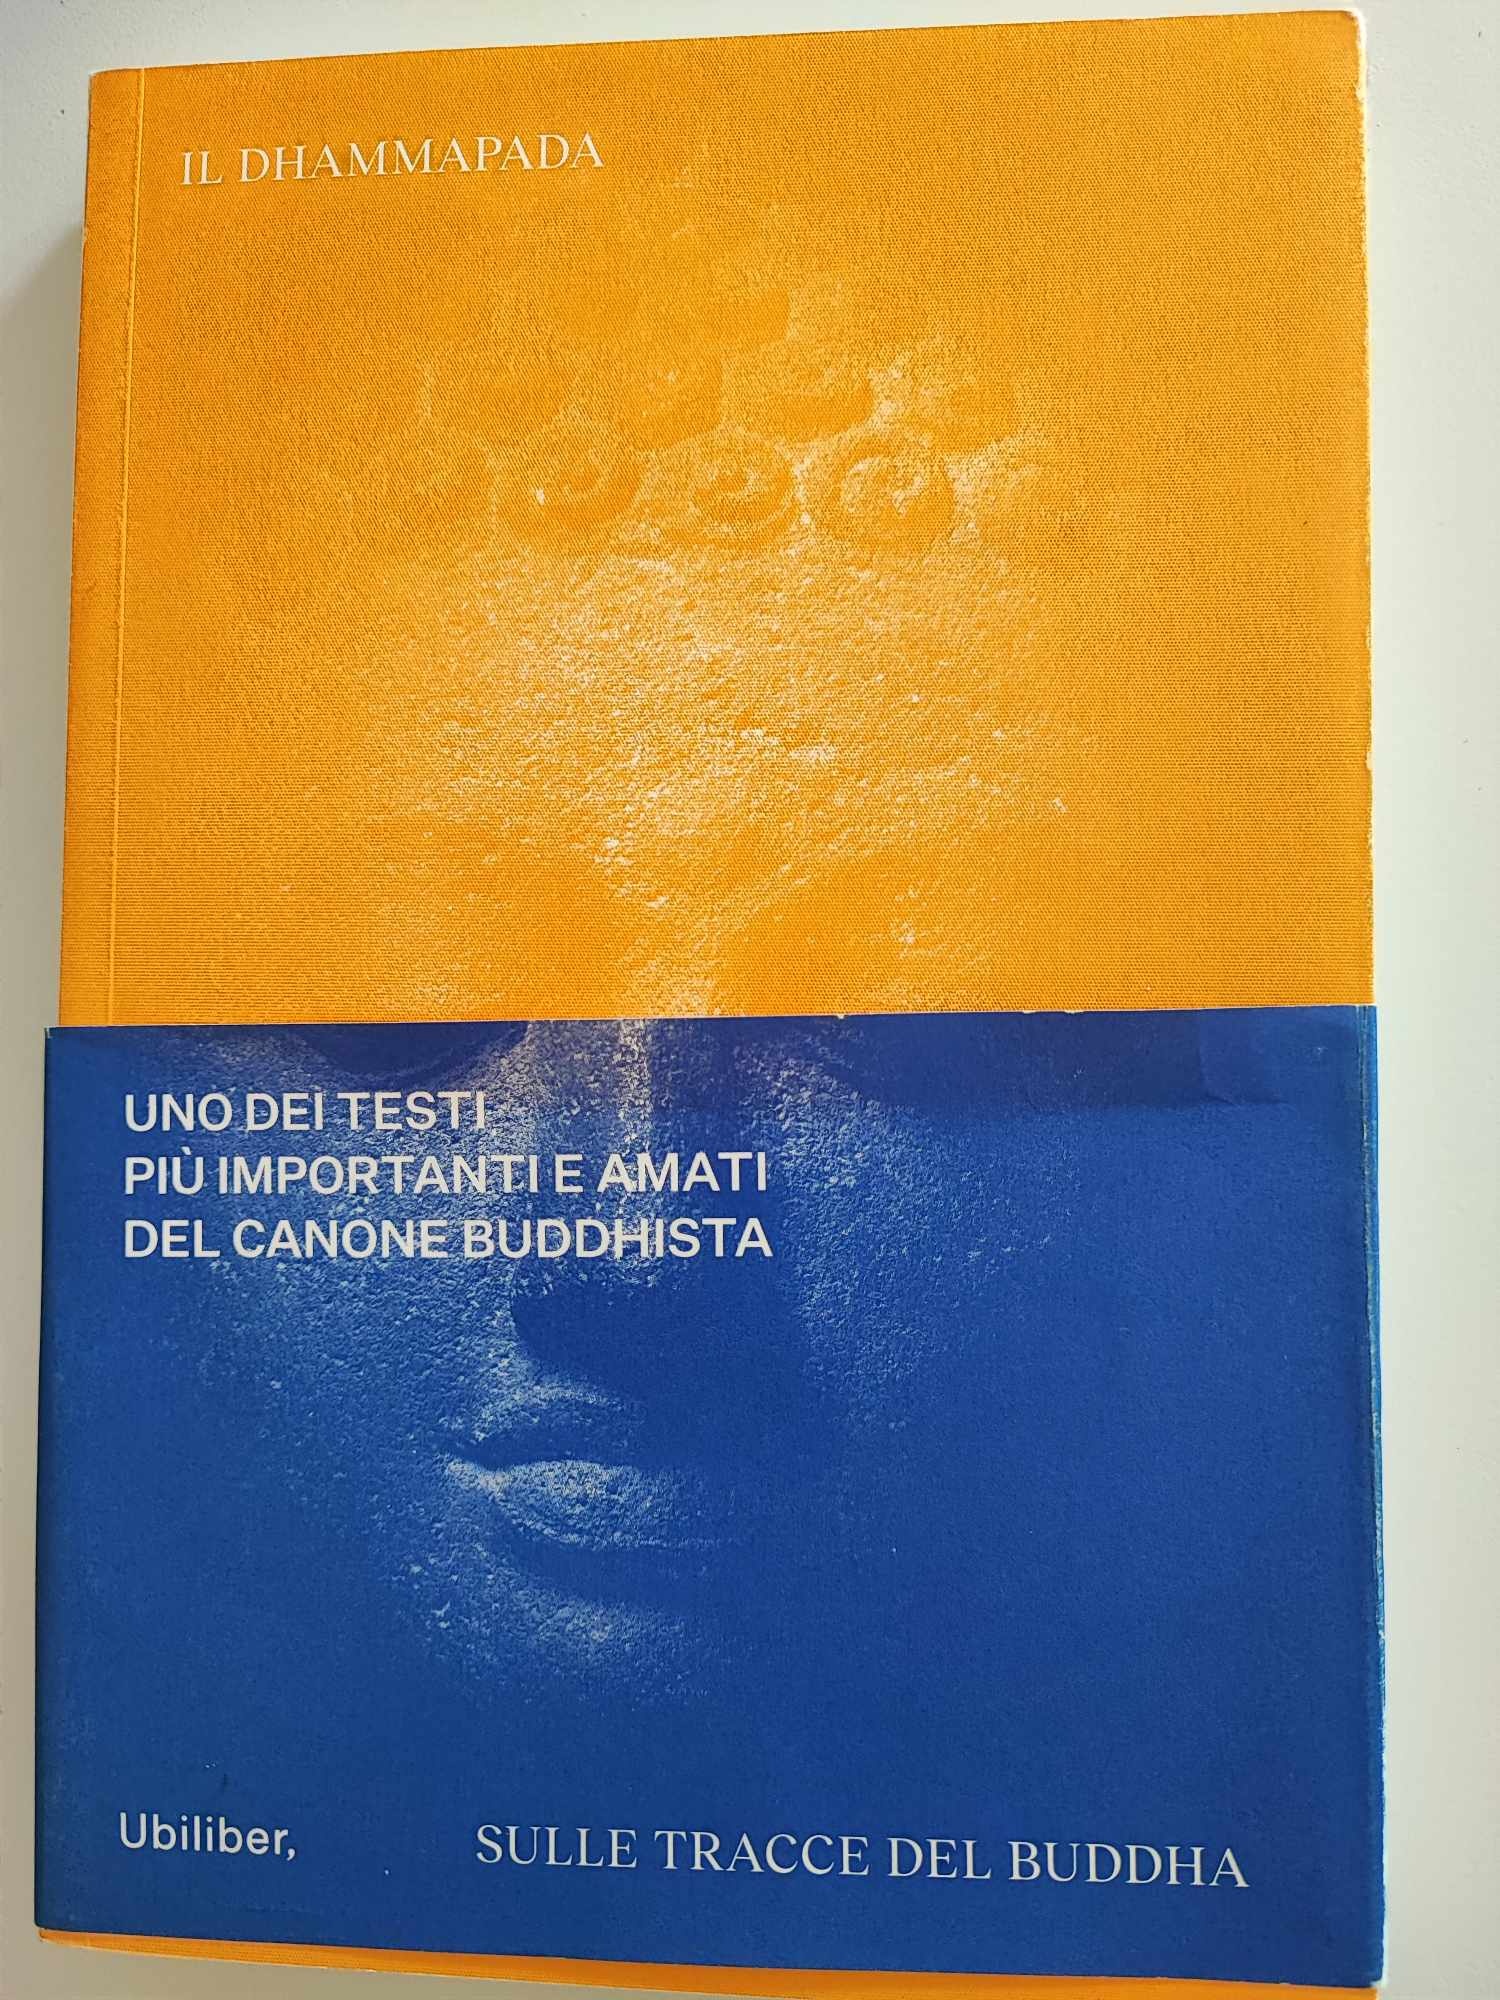 IL DHAMMAPADA
UNO DEI TESTI
PIÙ IMPORTANTI E AMATI
DEL CANONE BUDDHISTA
Ubiliber,
SULLE TRACCE DEL BUDDHA